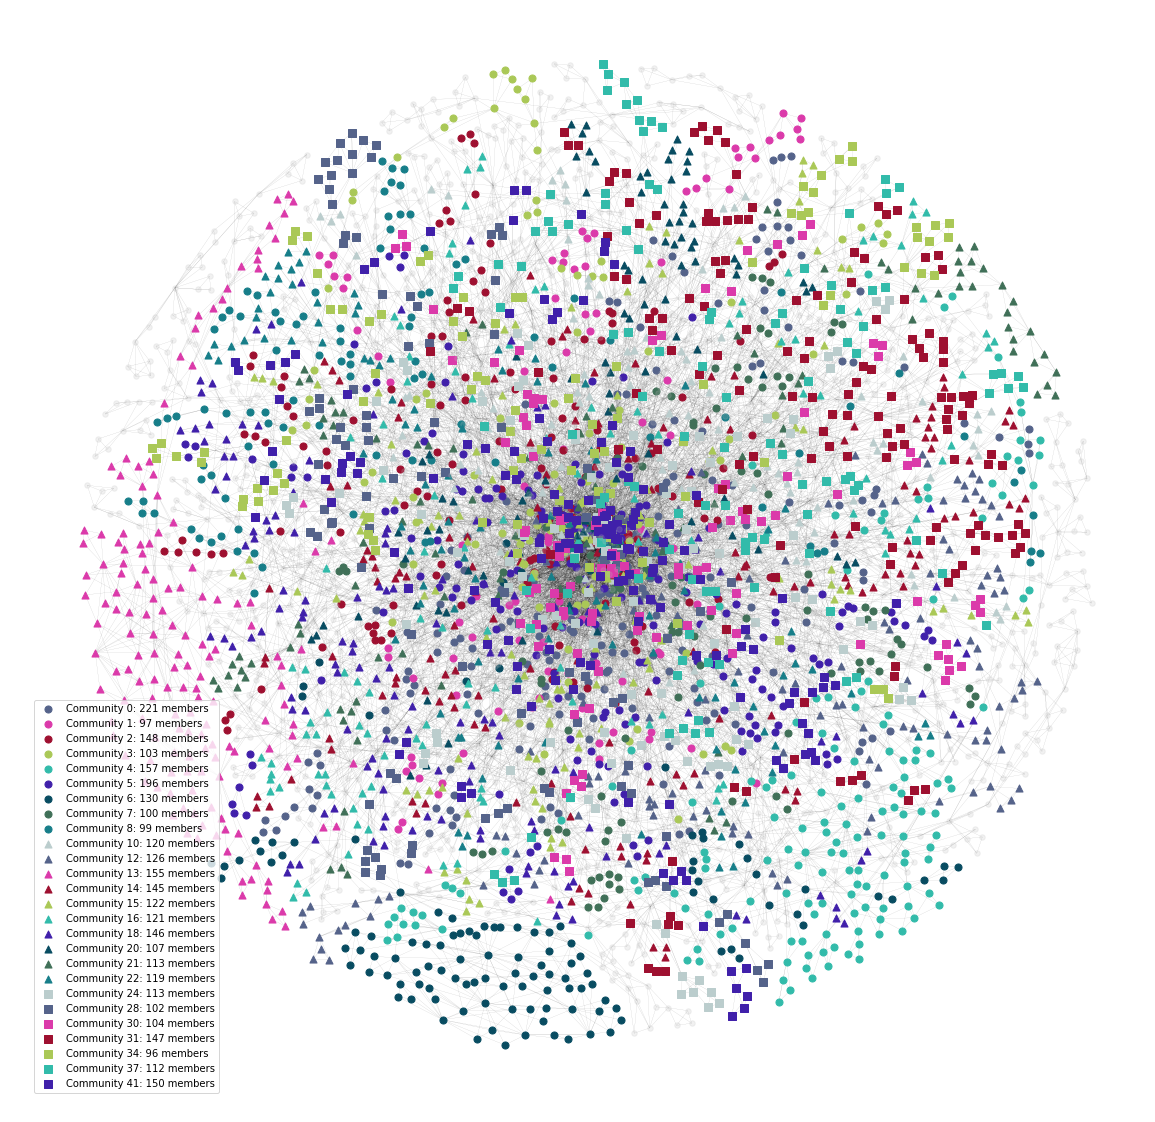 Community 0: 221 members
Community 1: 97 members
Community 2: 148 members
Community 3: 103 members
Community 4: 157 members
Community 5: 196 members
Community 6: 130 members
Community 7: 100 members
Community 8: 99 members
Community 10: 120 members
Community 12: 126 members
Community 13: 155 members
Community 14: 145 members
Community 15: 122 members
Community 16: 121 members
Community 18: 146 members
Community 20: 107 members
Community 21: 113 members
Community 22: 119 members
Community 24: 113 members
Community 28: 102 members
Community 30: 104 members
Community 31: 147 members
Community 34: 96 members
Community 37: 112 members
Community 41: 150 members